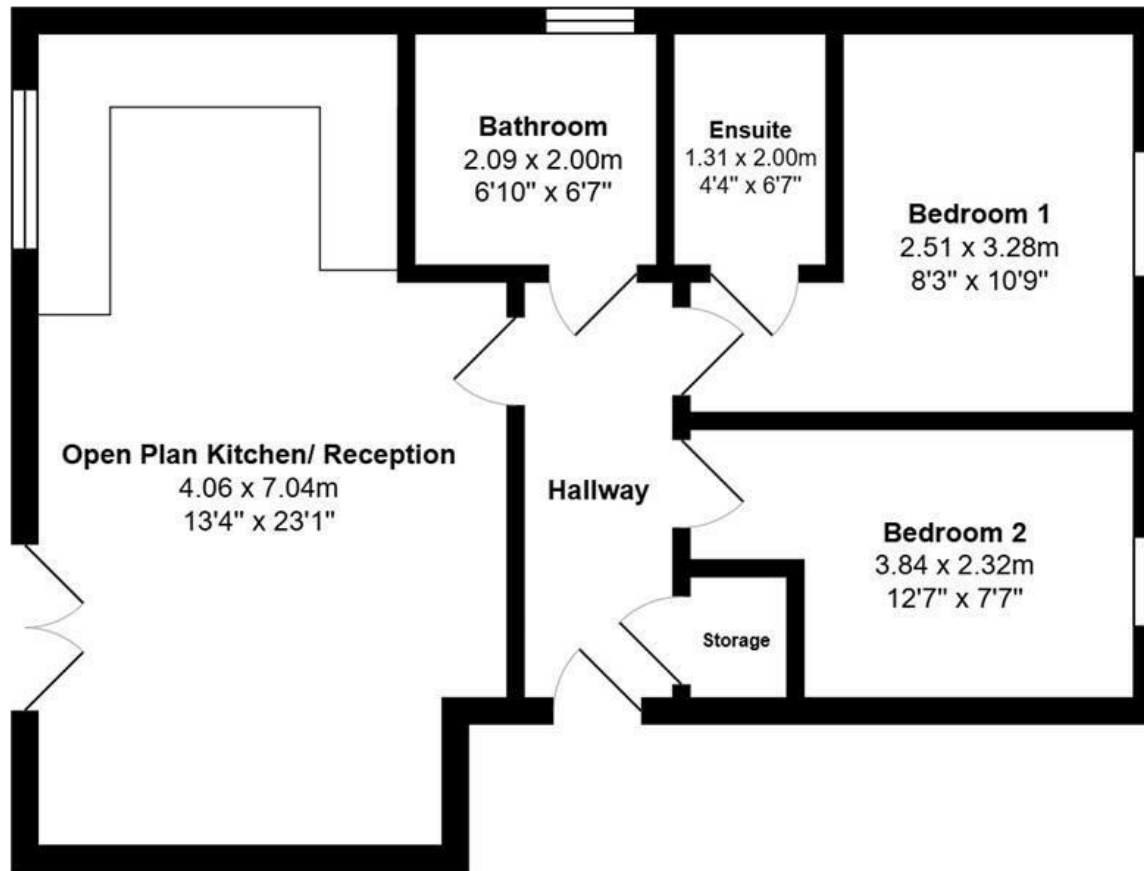 Bathroom
2.09 x 2.00m
6'10" x 6'7"
Ensuite
1.31 x 2.00m
4'4" x 6'7"
Bedroom 1
2.51 x 3.28m
8'3" x 10'9"
Open Plan Kitchen/ Reception
4.06 x 7.04m
13'4" x 23'1"
Hallway
Bedroom 2
3.84 x 2.32m
12'7" x 7'7"
Storage